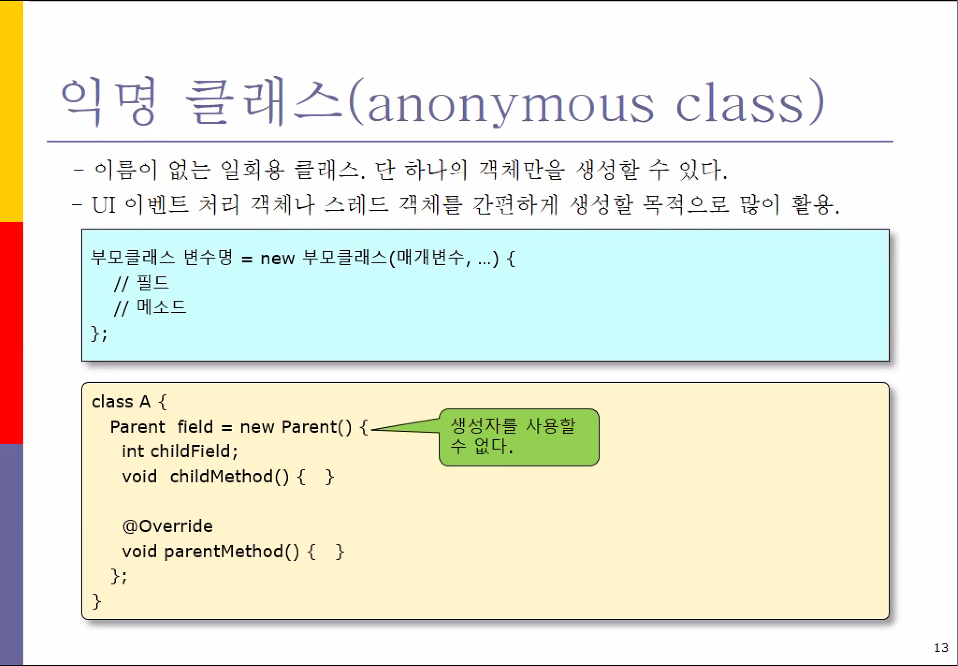 익명 클래스(anonymous class)
- 이름이 없는 일회용 클래스. 단 하나의 객체만을 생성할 수 있다.
- UI 이벤트 처리 객체나 스레드 객체를 간편하게 생성할 목적으로 많이 활용.
부모클래스 변수명 = new 부모클래스(매개변수, …) {
// 필드
// 메소드
};
class A {
Parent field = new Parent() {
생성자를 사용할
수 없다.
int childField;
void childMethod() { }
@Override
void parentMethod() { }
};
}
13